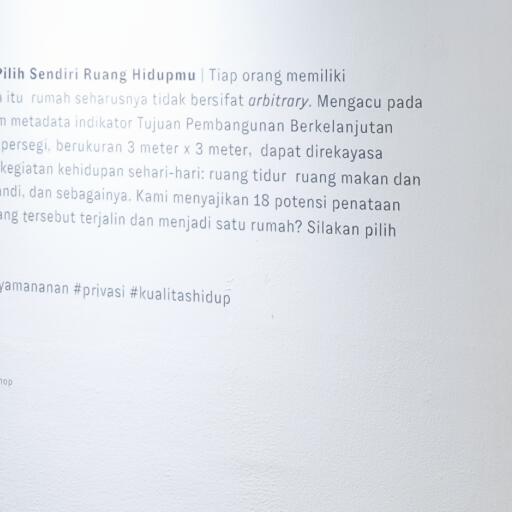 Pilih Sendiri Ruang Hidupmu | Tiap orang memiliki
itu rumah seharusnya tidak bersifat arbitrary. Mengacu pada
metadata indikator Tujuan Pembangunan Berkelanjutan
persegi, berukuran 3 meter x 3 meter, dapat direkayasa
kegiatan kehidupan sehari-hari: ruang tidur ruang makan dan
ndi, dan sebagainya. Kami menyajikan 18 potensi penataan
ang tersebut terjalin dan menjadi satu rumah? Silakan pilih
yamananan #privasi #kualitashidup